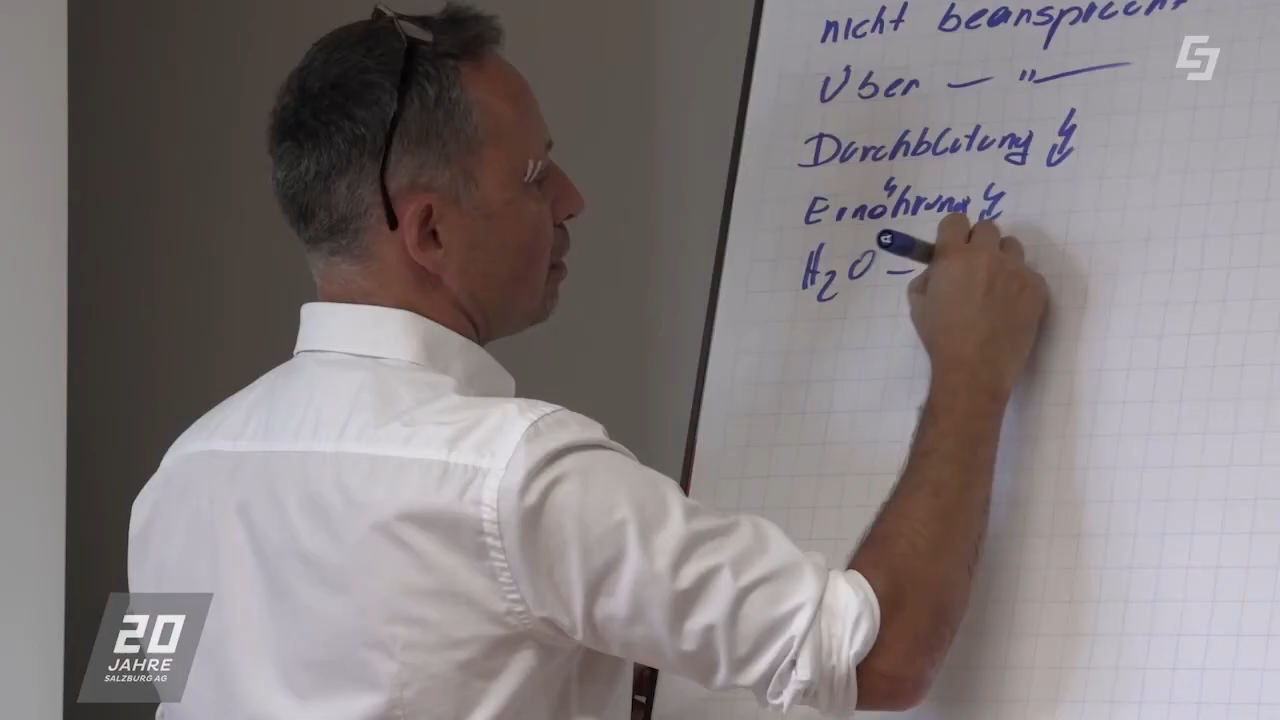 nicht beansprucht
Über — " —
Durchblutung
Ernährung
H₂O —
20
JAHRE
SALZBURG AG